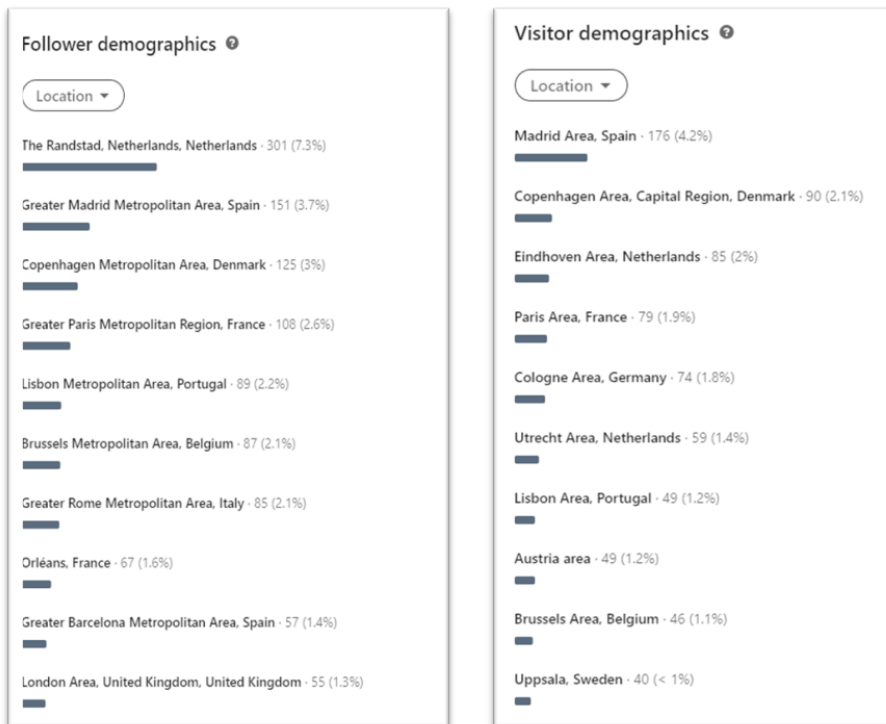 Follower demographics
Location
The Randstad, Netherlands, Netherlands · 301 (7.3%)
Greater Madrid Metropolitan Area, Spain · 151 (3.7%)
Copenhagen Metropolitan Area, Denmark · 125 (3%)
Greater Paris Metropolitan Region, France · 108 (2.6%)
Lisbon Metropolitan Area, Portugal · 89 (2.2%)
Brussels Metropolitan Area, Belgium · 87 (2.1%)
Greater Rome Metropolitan Area, Italy · 85 (2.1%)
Orléans, France · 67 (1.6%)
Greater Barcelona Metropolitan Area, Spain · 57 (1.4%)
London Area, United Kingdom, United Kingdom · 55 (1.3%)
Visitor demographics
Location
Madrid Area, Spain · 176 (4.2%)
Copenhagen Area, Capital Region, Denmark · 90 (2.1%)
Eindhoven Area, Netherlands · 85 (2%)
Paris Area, France · 79 (1.9%)
Cologne Area, Germany · 74 (1.8%)
Utrecht Area, Netherlands · 59 (1.4%)
Lisbon Area, Portugal · 49 (1.2%)
Austria area · 49 (1.2%)
Brussels Area, Belgium · 46 (1.1%)
Uppsala, Sweden · 40 (< 1%)